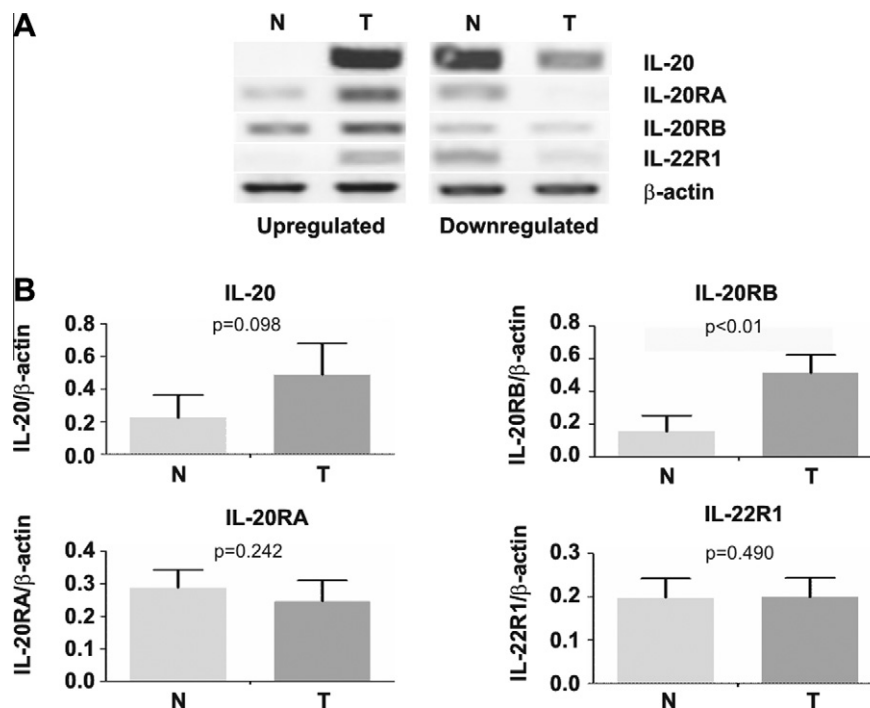 A
N T N T
IL-20
IL-20RA
IL-20RB
IL-22R1
β-actin
Upregulated Downregulated
B
IL-20
p=0.098
IL-20/β-actin
0.8
0.6
0.4
0.2
0.0
N T
IL-20RB
p<0.01
IL-20RB/β-actin
0.8
0.6
0.4
0.2
0.0
N T
IL-20RA
p=0.242
IL-20RA/β-actin
0.4
0.3
0.2
0.1
0.0
N T
IL-22R1
p=0.490
IL-22R1/β-actin
0.3
0.2
0.1
0.0
N T